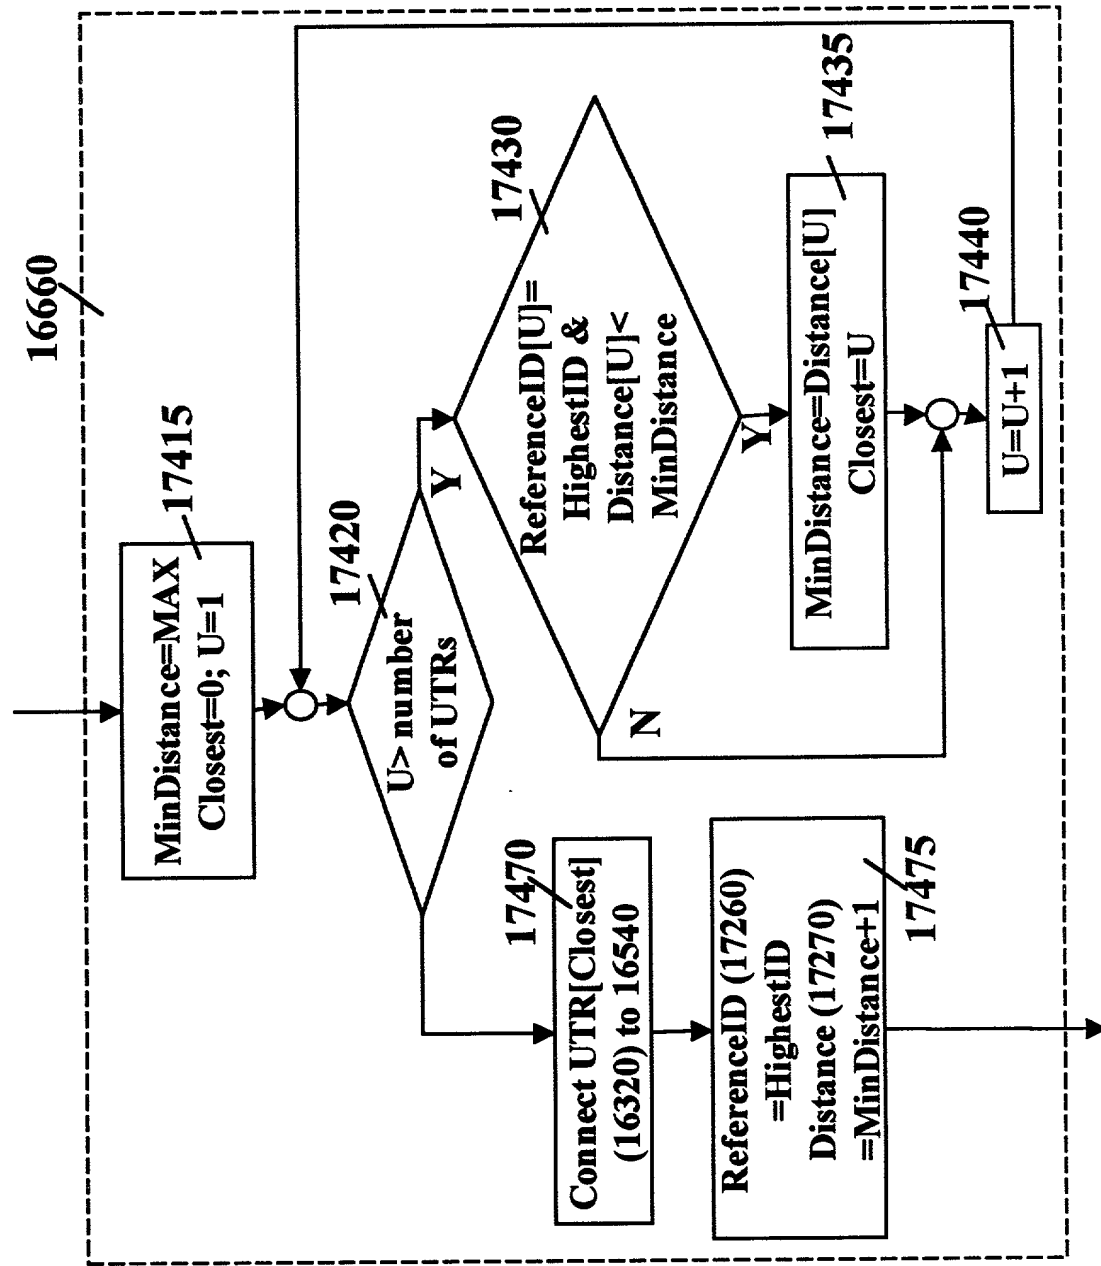 16660
17415
MinDistance=MAX
Closest=0; U=1
17420
U> number
of UTRs
Y
17430
ReferenceID[U]=
HighestID &
Distance[U]<
MinDistance
Y
N
17435
MinDistance=Distance[U]
Closest=U
17440
U=U+1
17470
Connect UTR[Closest]
(16320) to 16540
ReferenceID (17260)
=HighestID
Distance (17270)
=MinDistance+1
17475